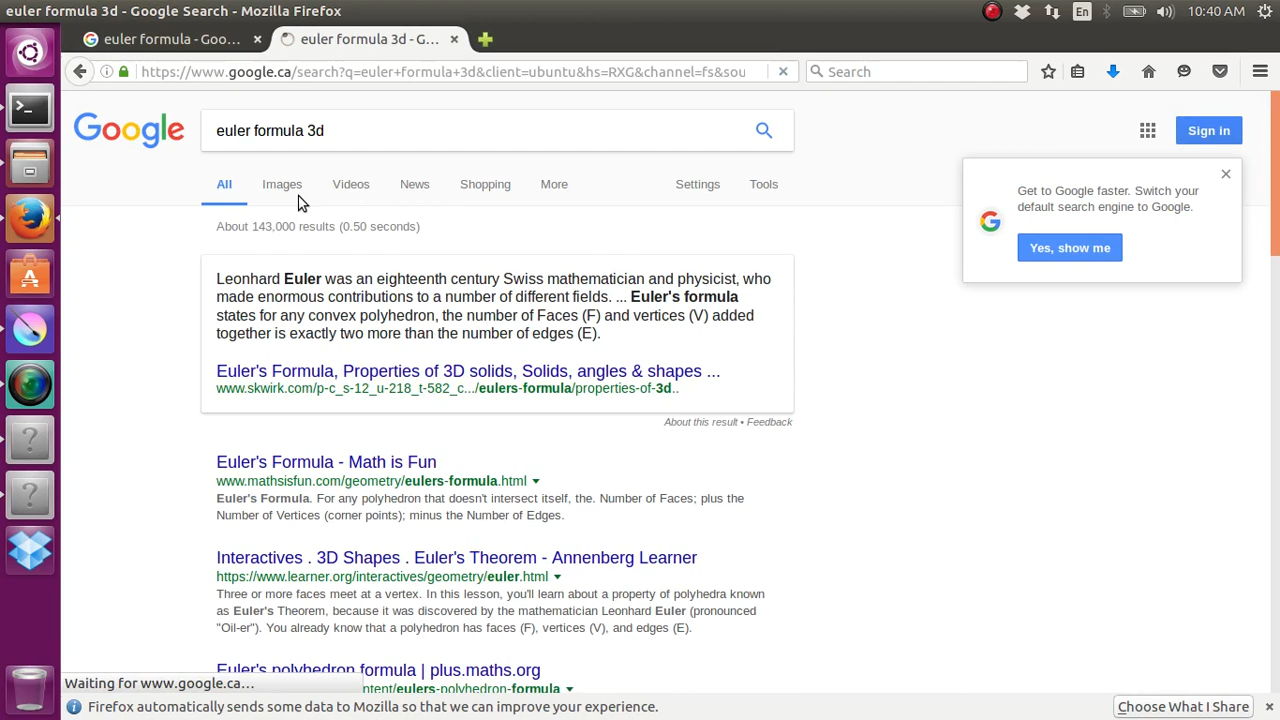 euler formula 3d - Google Search - Mozilla Firefox
En
10:40 AM
euler formula - Goo...
euler formula 3d - G...
https://www.google.ca/search?q=euler+formula+3d&client=ubuntu&hs=RXG&channel=fs&sou
Search
Google
euler formula 3d
Sign in
All Images Videos News Shopping More Settings Tools
About 143,000 results (0.50 seconds)
Get to Google faster. Switch your
default search engine to Google.
Yes, show me
Leonhard Euler was an eighteenth century Swiss mathematician and physicist, who
made enormous contributions to a number of different fields. ... Euler's formula
states for any convex polyhedron, the number of Faces (F) and vertices (V) added
together is exactly two more than the number of edges (E).
Euler's Formula, Properties of 3D solids, Solids, angles & shapes ...
www.skwirk.com/p-c_s-12_u-218_t-582_c.../eulers-formula/properties-of-3d..
About this result • Feedback
Euler's Formula - Math is Fun
www.mathsisfun.com/geometry/eulers-formula.html
Euler's Formula. For any polyhedron that doesn't intersect itself, the. Number of Faces; plus the
Number of Vertices (corner points); minus the Number of Edges.
Interactives . 3D Shapes . Euler's Theorem - Annenberg Learner
https://www.learner.org/interactives/geometry/euler.html
Three or more faces meet at a vertex. In this lesson, you'll learn about a property of polyhedra known
as Euler's Theorem, because it was discovered by the mathematician Leonhard Euler (pronounced
"Oil-er"). You already know that a polyhedron has faces (F), vertices (V), and edges (E).
Euler's polyhedron formula | plus.maths.org
ntent/eulers-polyhedron-formula
Waiting for www.google.ca...
Firefox automatically sends some data to Mozilla so that we can improve your experience.
Choose What I Share